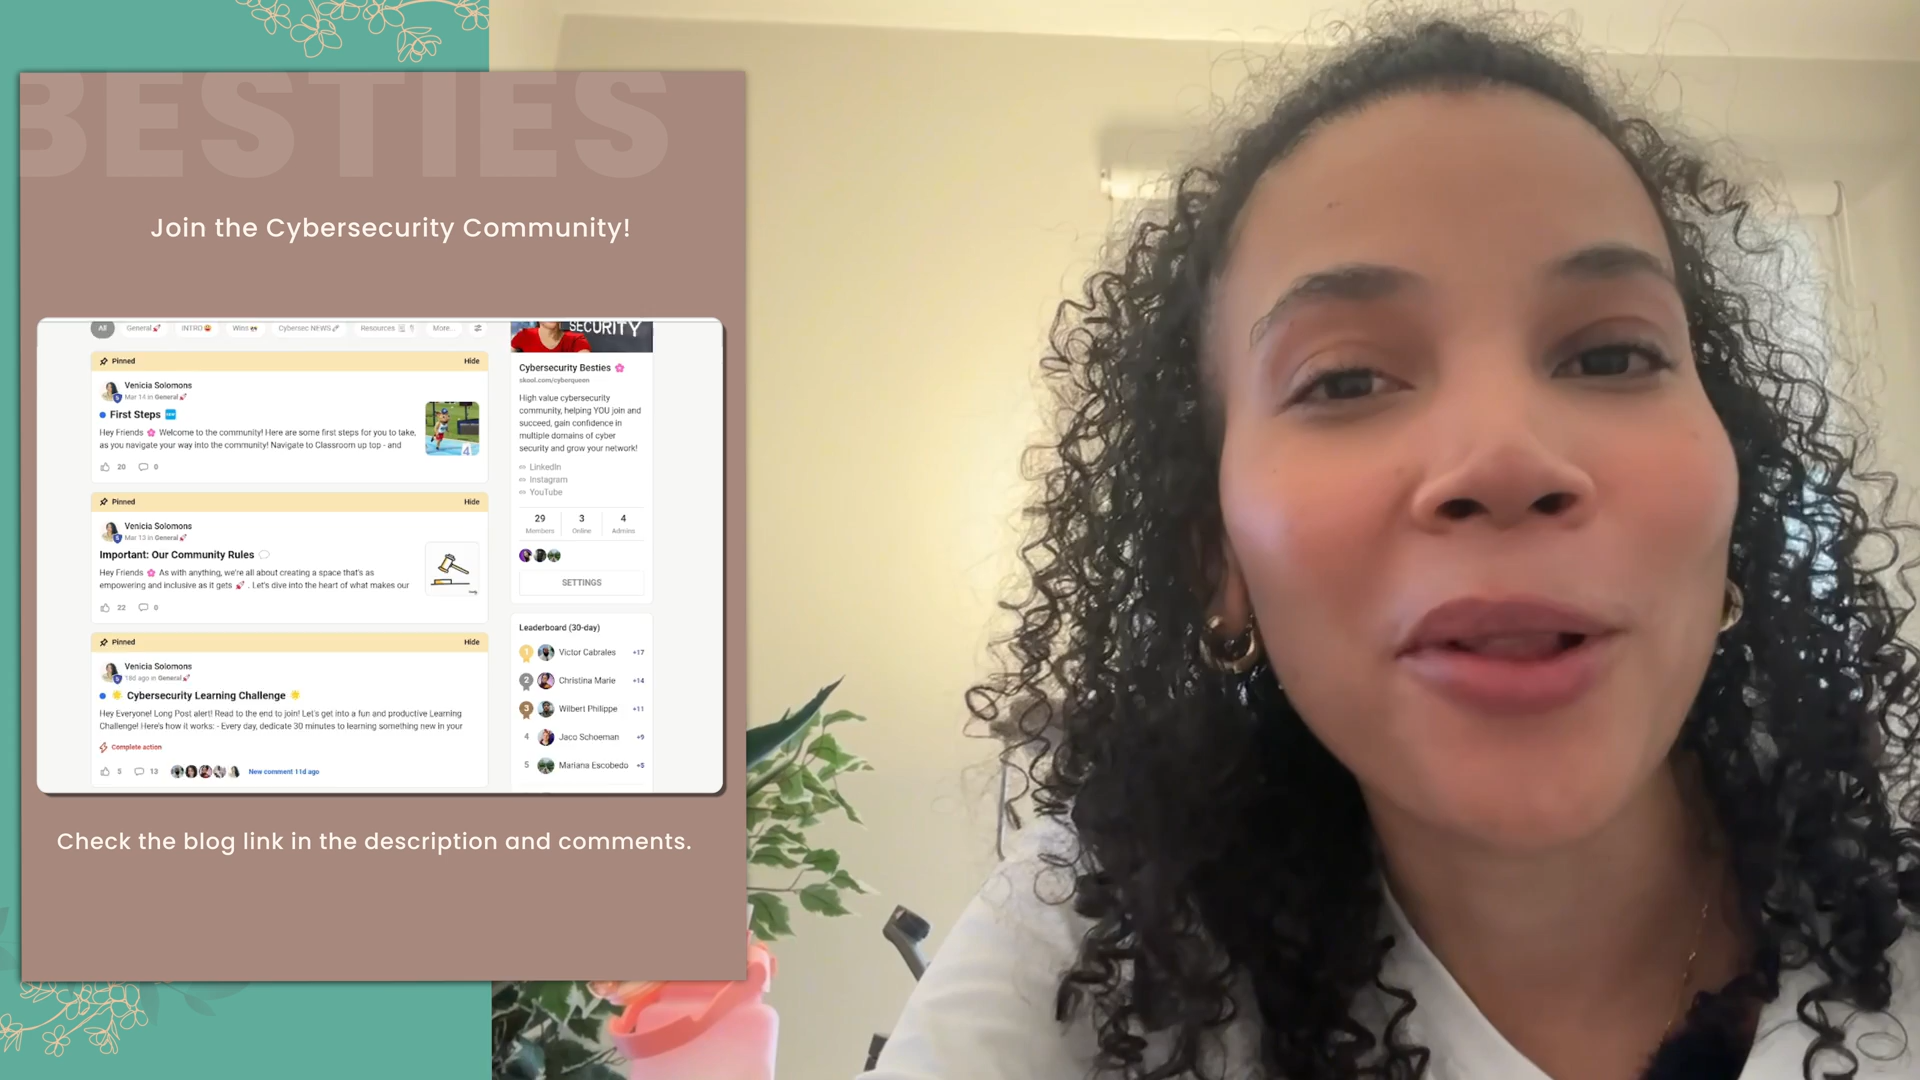 BESTIES
Join the Cybersecurity Community!
All General INTRO Wins Cybersec NEWS Resources More...
Pinned Hide
Venicia Solomons
Mar 14 in General
First Steps
Hey Friends Welcome to the community! Here are some first steps for you to take,
as you navigate your way into the community! Navigate to Classroom up top - and
4
20 0
Pinned Hide
Venicia Solomons
Mar 13 in General
Important: Our Community Rules
Hey Friends As with anything, we're all about creating a space that's as
empowering and inclusive as it gets . Let's dive into the heart of what makes our
22 0
Pinned Hide
Venicia Solomons
18d ago in General
Cybersecurity Learning Challenge
Hey Everyone! Long Post alert! Read to the end to join! Let's get into a fun and productive Learning
Challenge! Here's how it works: - Every day, dedicate 30 minutes to learning something new in your
Complete action
5 13 New comment 11d ago
SECURITY
Cybersecurity Besties
skool.com/cyberqueen
High value cybersecurity
community, helping YOU join and
succeed, gain confidence in
multiple domains of cyber
security and grow your network!
LinkedIn
Instagram
YouTube
29 3 4
Members Online Admins
SETTINGS
Leaderboard (30-day)
1 Victor Cabrales +17
2 Christina Marie +14
3 Wilbert Philippe +11
4 Jaco Schoeman +9
5 Mariana Escobedo +5
Check the blog link in the description and comments.